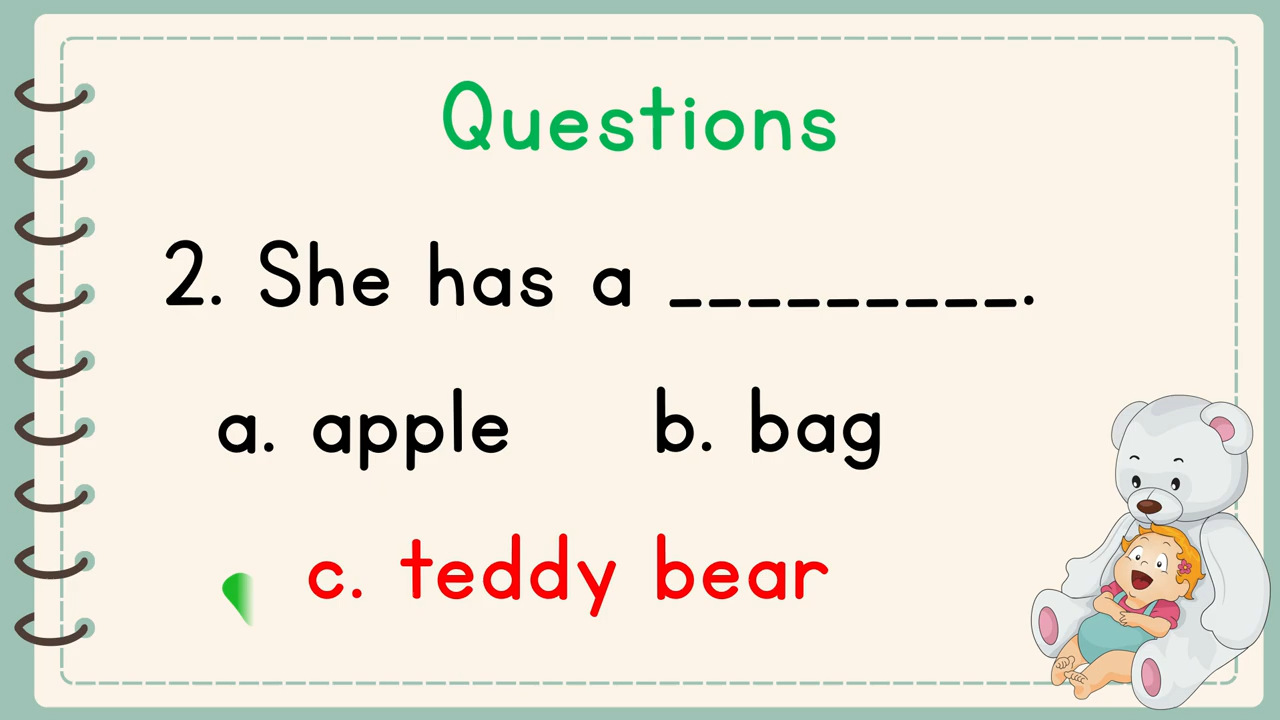 Questions
2. She has a _________.
a. apple b. bag
c. teddy bear